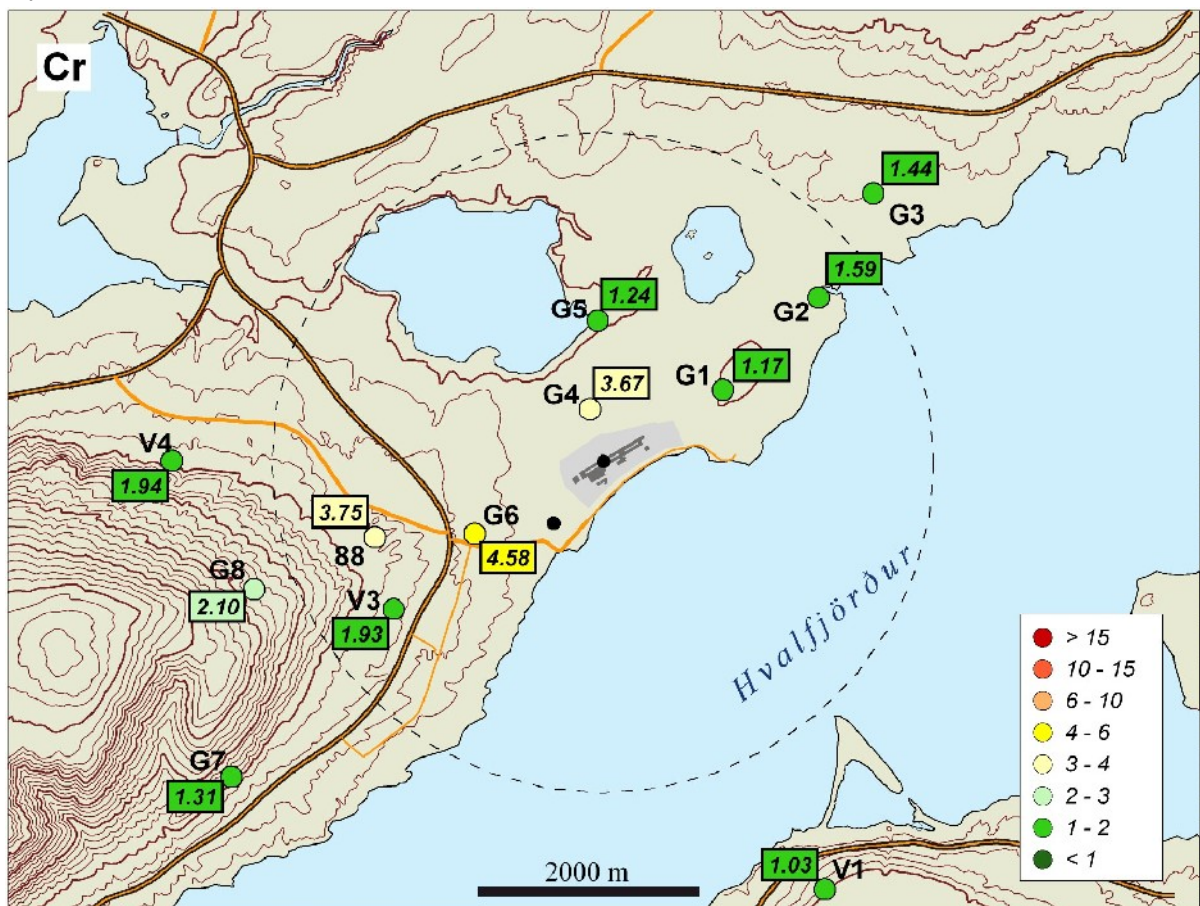 Cr
1.44
G3
1.59
G2
G5
1.24
G1
1.17
G4
3.67
V4
1.94
3.75
88
G6
4.58
G8
2.10
V3
1.93
Hvalfjörður
G7
1.31
2000 m
1.03
V1
> 15
10 - 15
6 - 10
4 - 6
3 - 4
2 - 3
1 - 2
< 1